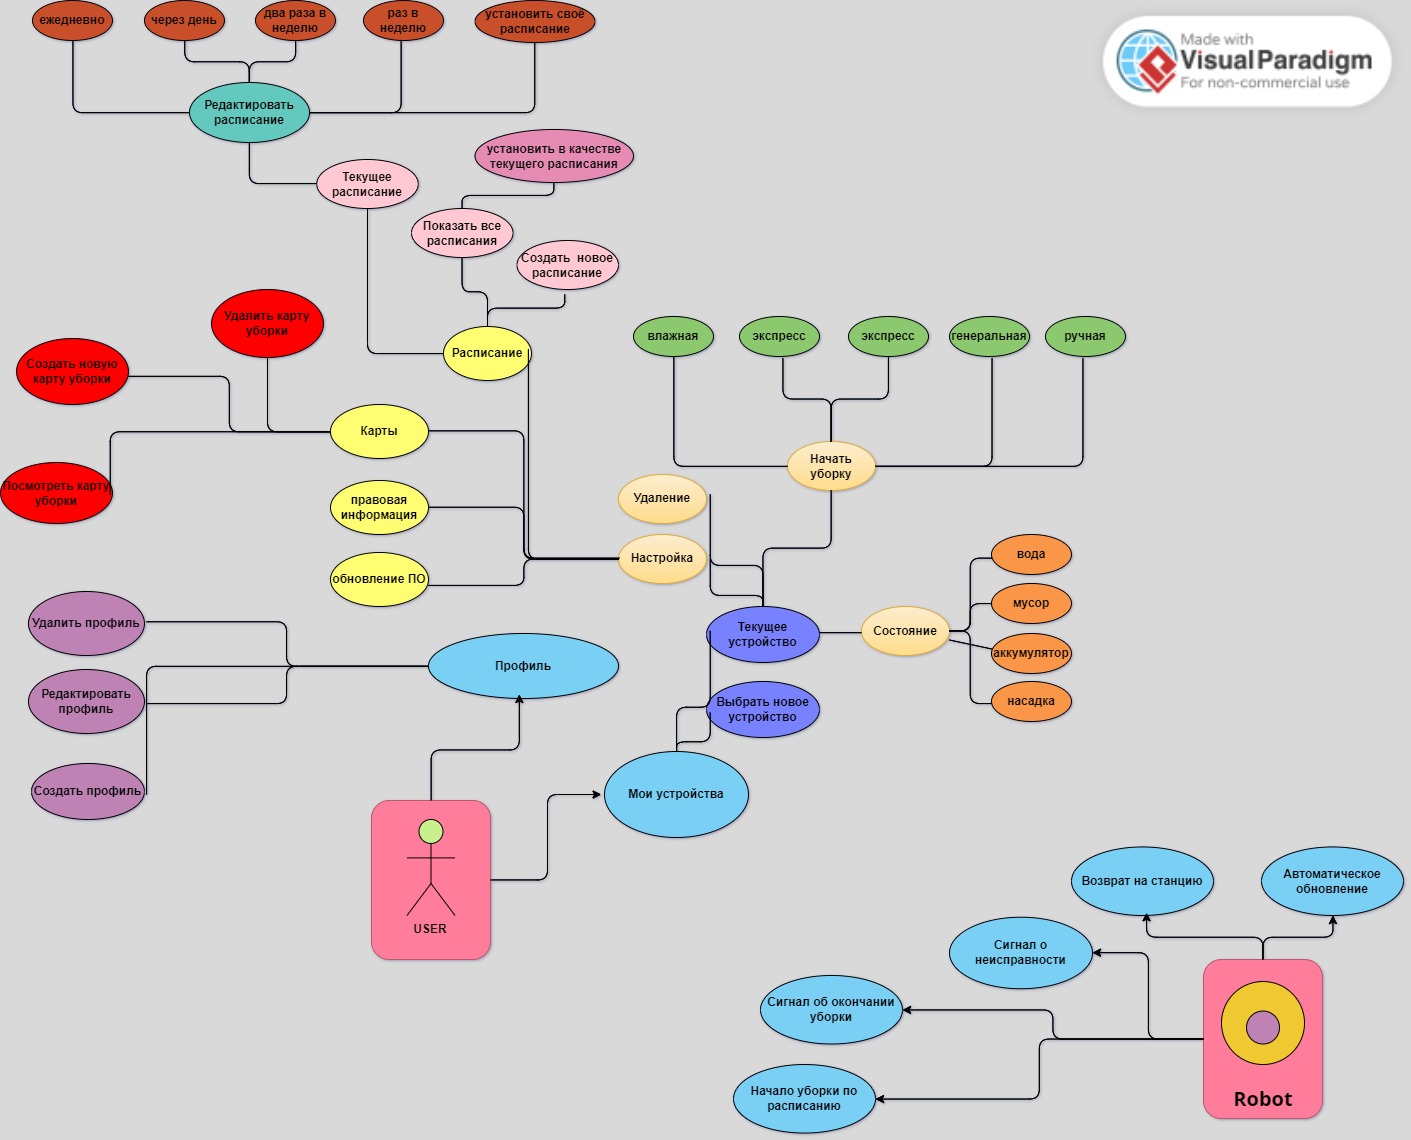 ежедневно
через день
два раза в
неделю
раз в
неделю
установить своё
расписание
Made with
Visual Paradigm
For non-commercial use
Редактировать
расписание
установить в качестве
текущего расписания
Текущее
расписание
Показать все
расписания
Создать новое
расписание
Удалить карту
уборки
Расписание
влажная
экспресс
экспресс
генеральная
ручная
Создать новую
карту уборки
Карты
Начать
уборку
Посмотреть карту
уборки
правовая
информация
Удаление
Настройка
обновление ПО
вода
мусор
аккумулятор
насадка
Состояние
Текущее
устройство
Удалить профиль
Профиль
Редактировать
профиль
Выбрать новое
устройство
Создать профиль
Мои устройства
USER
Возврат на станцию
Автоматическое
обновление
Сигнал о
неисправности
Сигнал об окончании
уборки
Начало уборки по
расписанию
Robot